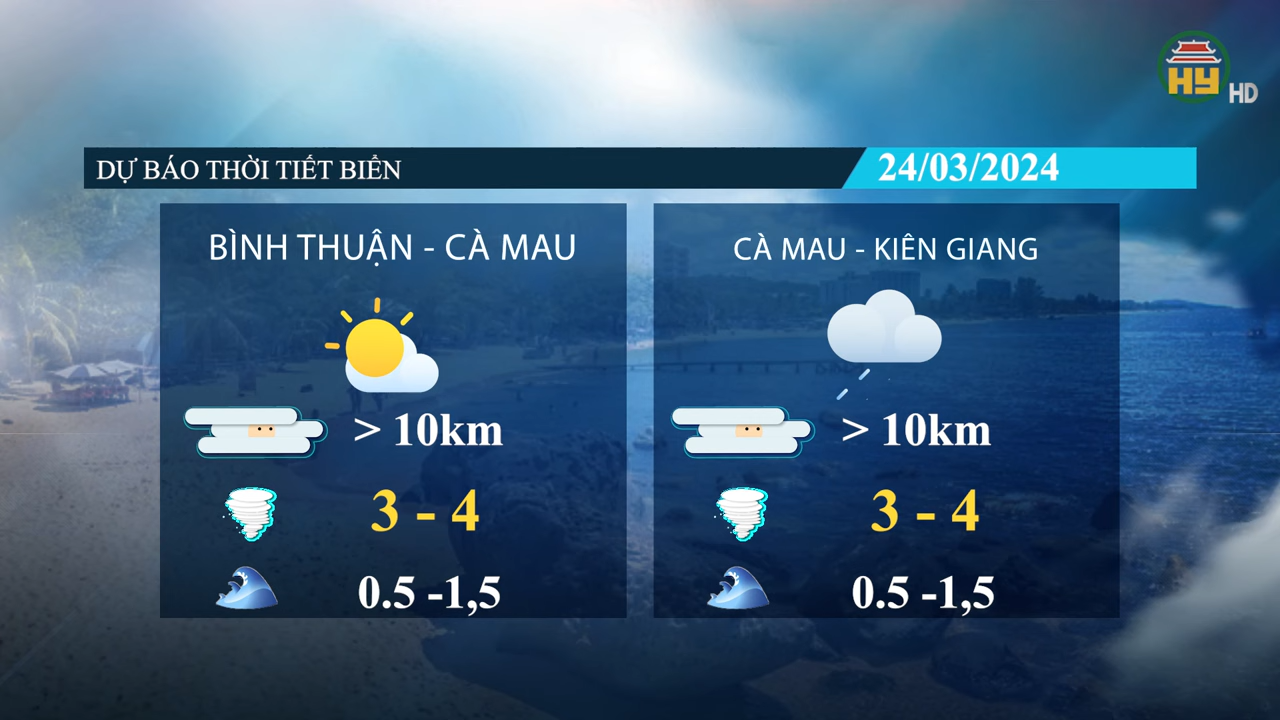 HY HD
DỰ BÁO THỜI TIẾT BIỂN
24/03/2024
BÌNH THUẬN - CÀ MAU
> 10km
3 - 4
0.5 -1,5
CÀ MAU - KIÊN GIANG
> 10km
3 - 4
0.5 -1,5